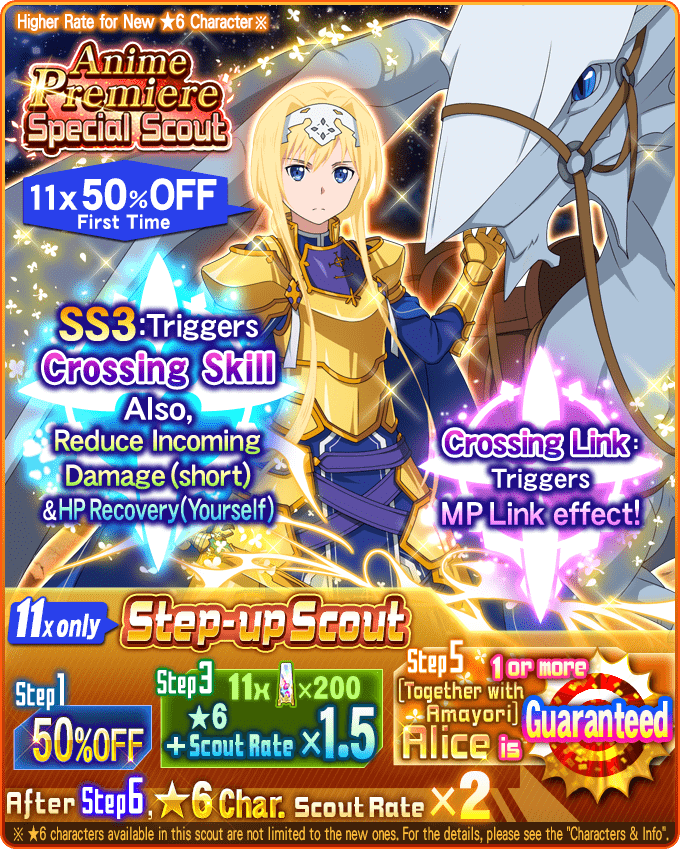 Higher Rate for New ★6 Character※
Anime
Premiere
Special Scout
11x 50%OFF
First Time
SS3:Triggers
Crossing Skill
Also,
Reduce Incoming
Damage(short)
&HP Recovery(Yourself)
Crossing Link:
Triggers
MP Link effect!
11x only
Step-up Scout
Step1
50%OFF
Step3
11x ×200
★6
+Scout Rate ×1.5
Step5
1 or more
(Together with
Amayori)
Alice is
Guaranteed
After Step6, ★6 Char. Scout Rate ×2
※ ★6 characters available in this scout are not limited to the new ones. For the details, please see the "Characters & Info".